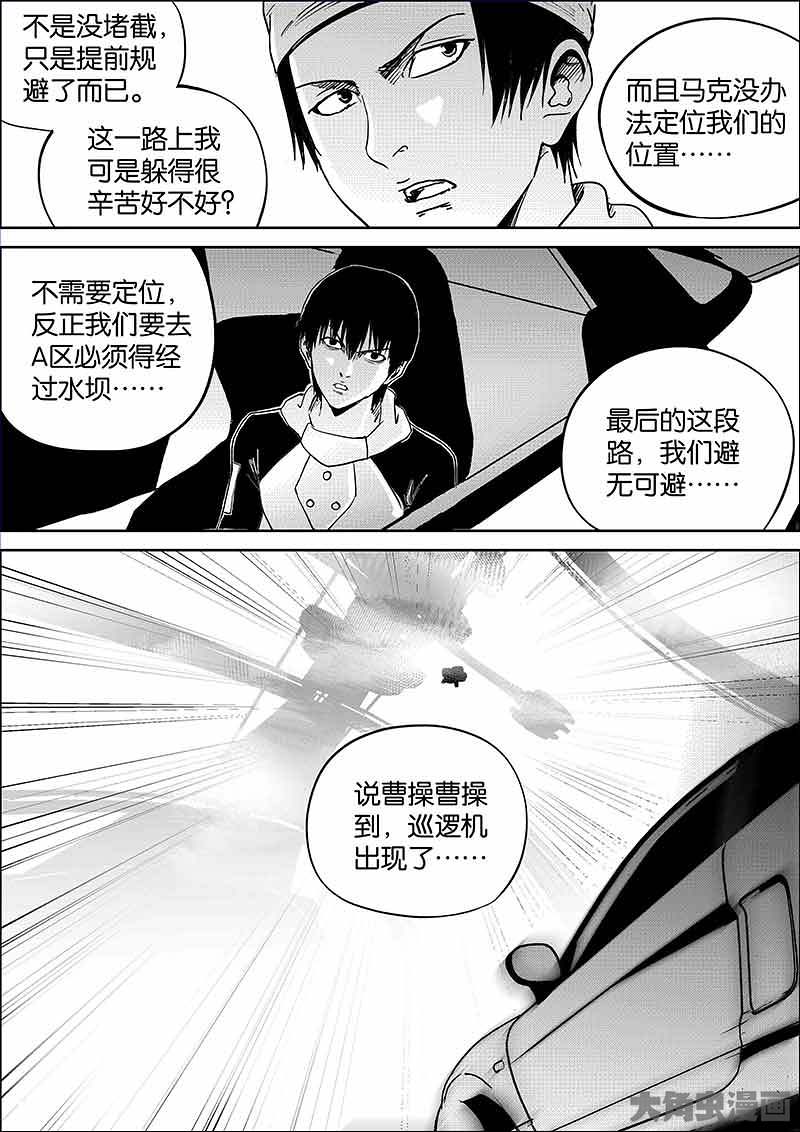 不是没堵截，
只是提前规
避了而已。
这一路上我
可是躲得很
辛苦好不好？
而且马克没办
法定位我们的
位置……
不需要定位，
反正我们要去
A区必须得经
过水坝……
最后的这段
路，我们避
无可避……
说曹操曹操
到，巡逻机
出现了……
大角虫漫画